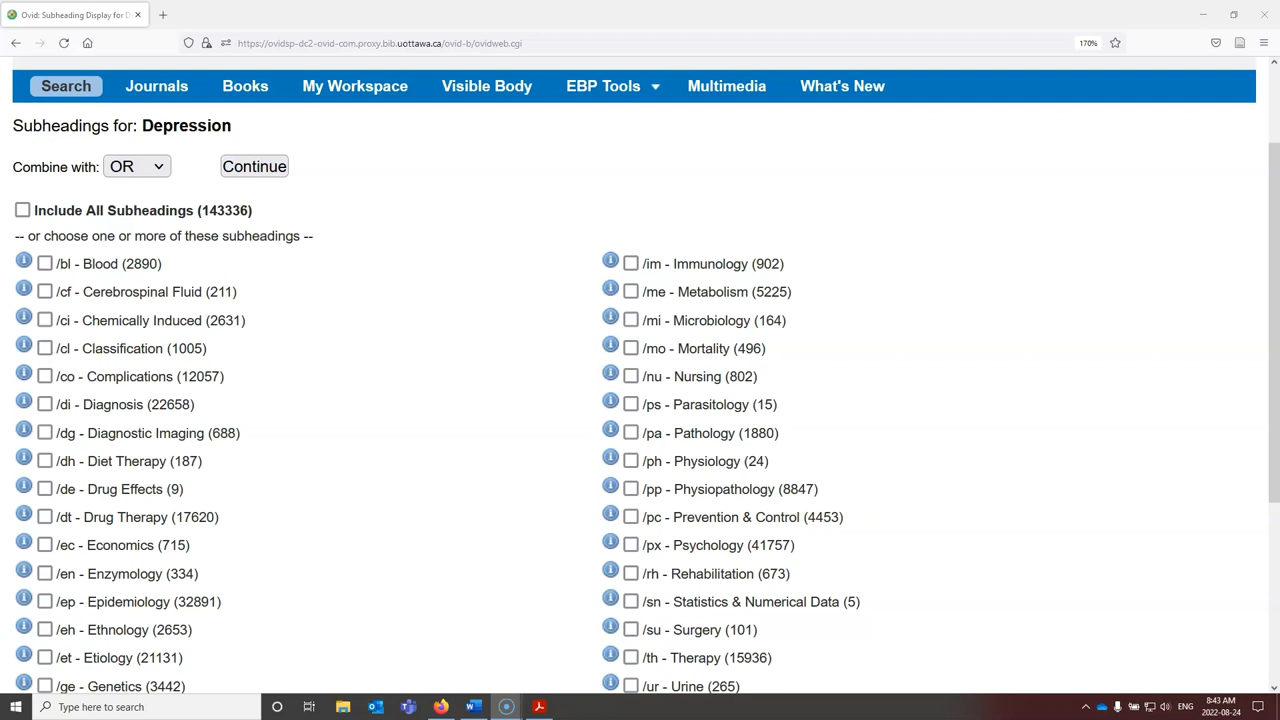 Ovid: Subheading Display for D
https://ovidsp-dc2-ovid-com.proxy.bib.uottawa.ca/ovid-b/ovidweb.cgi
170%
Search Journals Books My Workspace Visible Body EBP Tools Multimedia What's New
Subheadings for: Depression
Combine with: OR Continue
Include All Subheadings (143336)
-- or choose one or more of these subheadings --
/bl - Blood (2890)
/cf - Cerebrospinal Fluid (211)
/ci - Chemically Induced (2631)
/cl - Classification (1005)
/co - Complications (12057)
/di - Diagnosis (22658)
/dg - Diagnostic Imaging (688)
/dh - Diet Therapy (187)
/de - Drug Effects (9)
/dt - Drug Therapy (17620)
/ec - Economics (715)
/en - Enzymology (334)
/ep - Epidemiology (32891)
/eh - Ethnology (2653)
/et - Etiology (21131)
/ge - Genetics (3442)
/im - Immunology (902)
/me - Metabolism (5225)
/mi - Microbiology (164)
/mo - Mortality (496)
/nu - Nursing (802)
/ps - Parasitology (15)
/pa - Pathology (1880)
/ph - Physiology (24)
/pp - Physiopathology (8847)
/pc - Prevention & Control (4453)
/px - Psychology (41757)
/rh - Rehabilitation (673)
/sn - Statistics & Numerical Data (5)
/su - Surgery (101)
/th - Therapy (15936)
/ur - Urine (265)
Type here to search
ENG
8:43 AM
2022-08-24